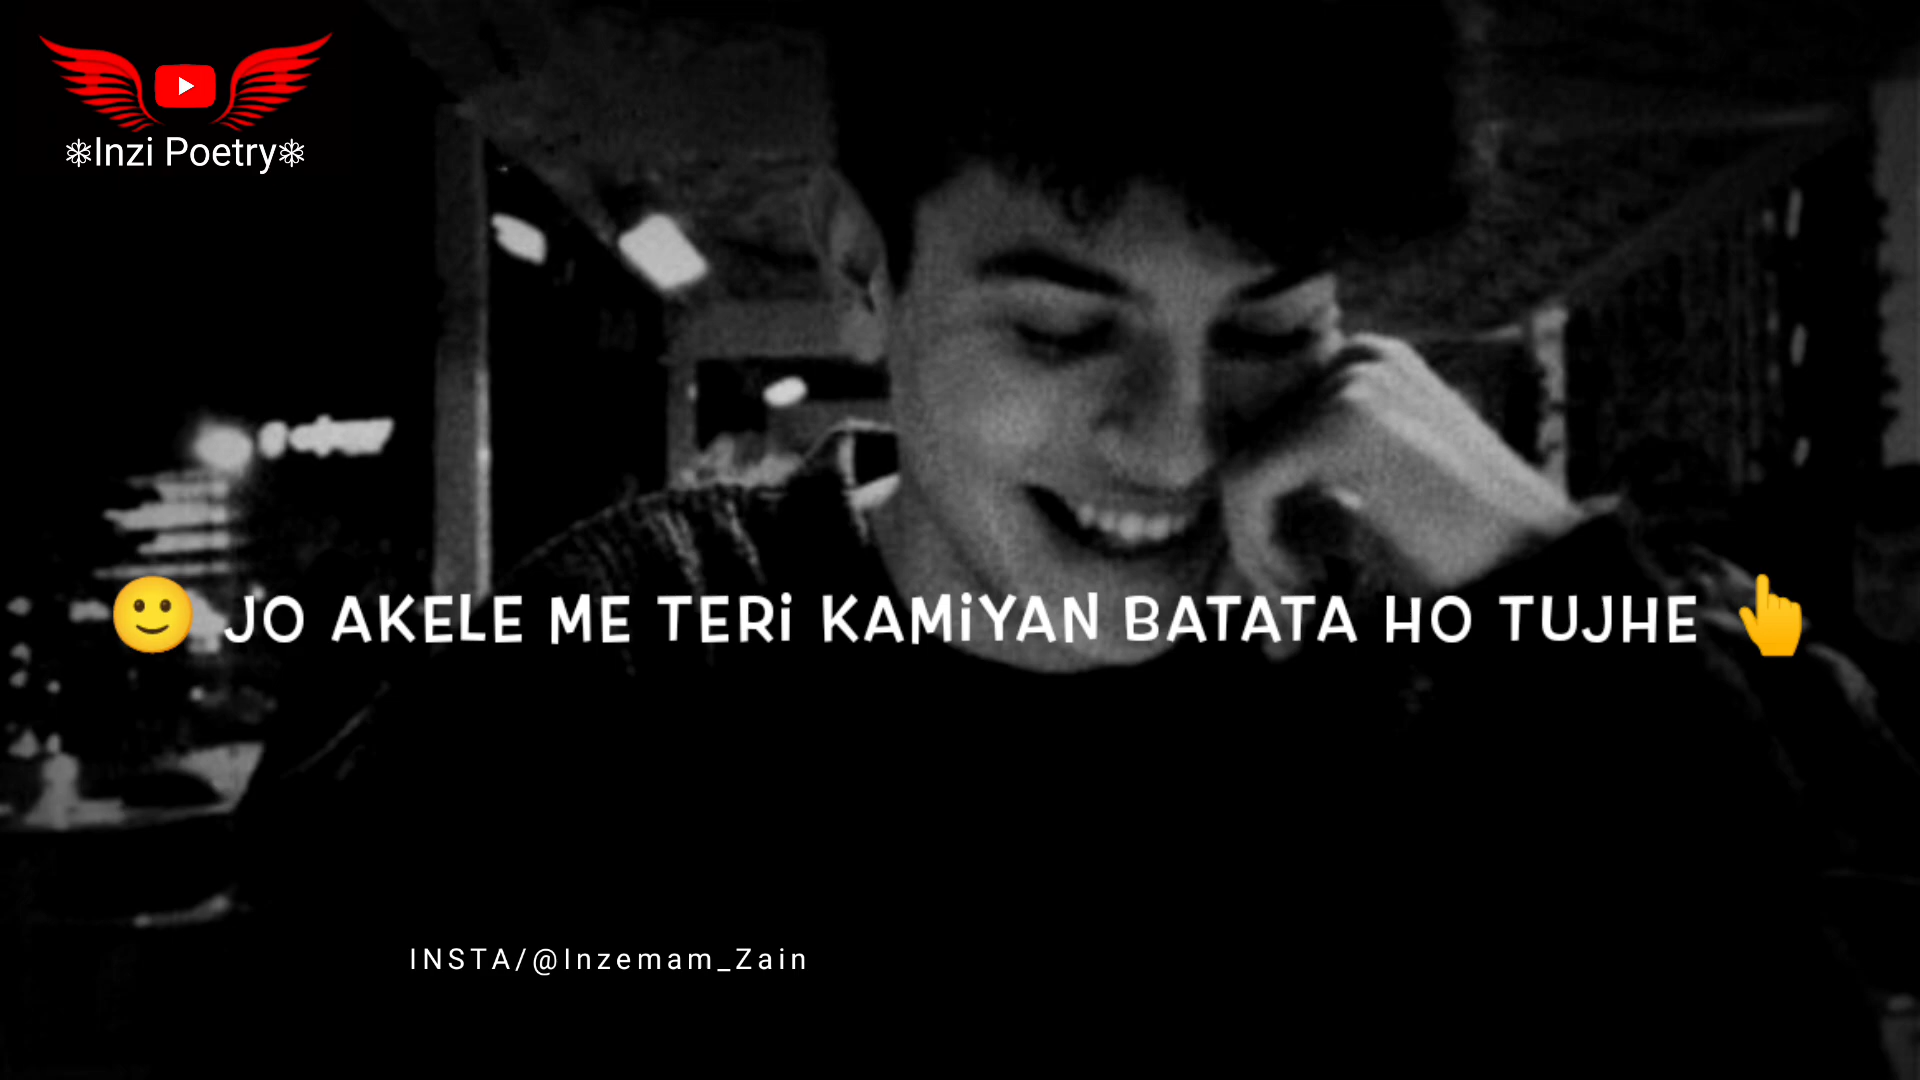 ❄Inzi Poetry❄
🙂 JO AKELE ME TERi KAMiYAN BATATA HO TUJHE 👆
INSTA/@Inzemam_Zain